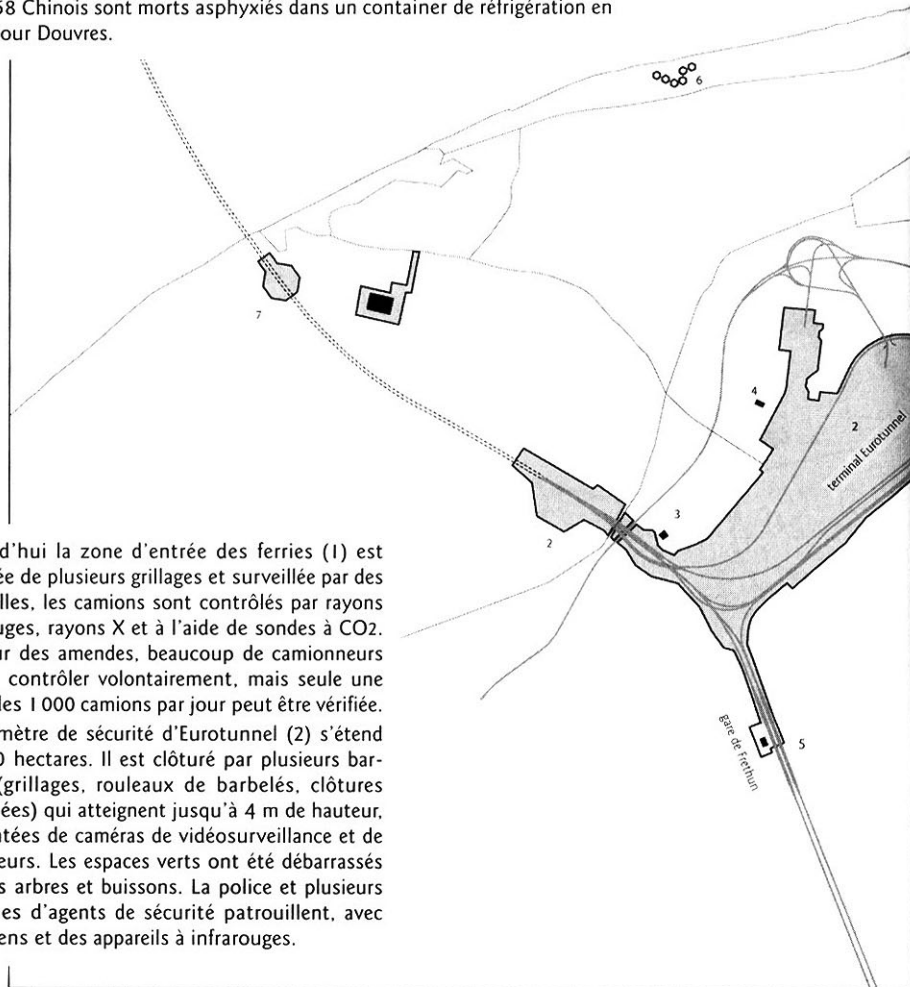 58 Chinois sont morts asphyxiés dans un container de réfrigération en
our Douvres.
6
7
4
2
terminal Eurotunnel
3
2
5
gare de Frethun
d'hui la zone d'entrée des ferries (1) est
ée de plusieurs grillages et surveillée par des
lles, les camions sont contrôlés par rayons
uges, rayons X et à l'aide de sondes à CO2.
ur des amendes, beaucoup de camionneurs
contrôler volontairement, mais seule une
les 1 000 camions par jour peut être vérifiée.
mètre de sécurité d'Eurotunnel (2) s'étend
0 hectares. Il est clôturé par plusieurs bar-
(grillages, rouleaux de barbelés, clôtures
ées) qui atteignent jusqu'à 4 m de hauteur,
ntées de caméras de vidéosurveillance et de
eurs. Les espaces verts ont été débarrassés
s arbres et buissons. La police et plusieurs
es d'agents de sécurité patrouillent, avec
ens et des appareils à infrarouges.